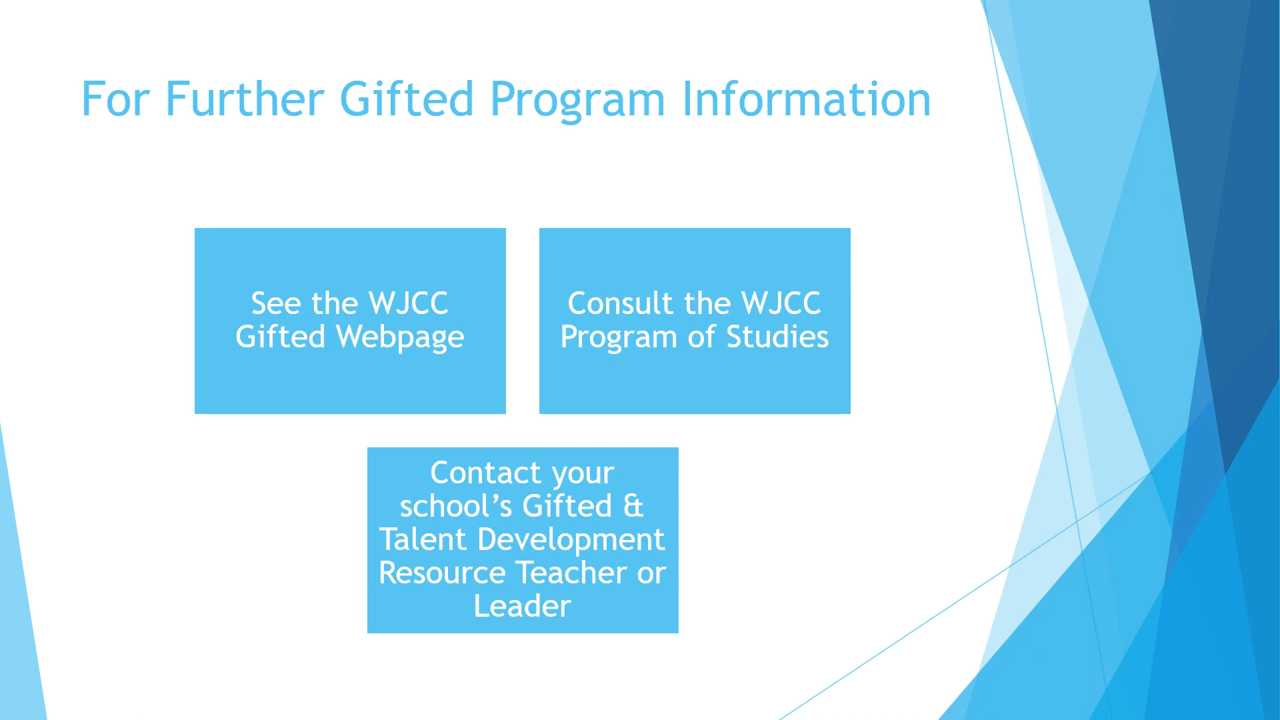 For Further Gifted Program Information
See the WJCC
Gifted Webpage
Consult the WJCC
Program of Studies
Contact your
school’s Gifted &
Talent Development
Resource Teacher or
Leader